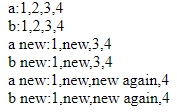 a:1,2,3,4
b:1,2,3,4
a new:1,new,3,4
b new:1,new,3,4
a new:1,new,new again,4
b new:1,new,new again,4